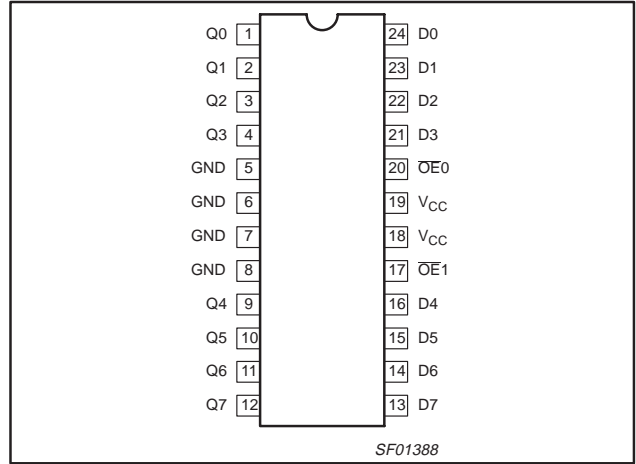 Q0 1 24 D0
Q1 2 23 D1
Q2 3 22 D2
Q3 4 21 D3
GND 5 20 O̅E̅0
GND 6 19 VCC
GND 7 18 VCC
GND 8 17 O̅E̅1
Q4 9 16 D4
Q5 10 15 D5
Q6 11 14 D6
Q7 12 13 D7
SF01388